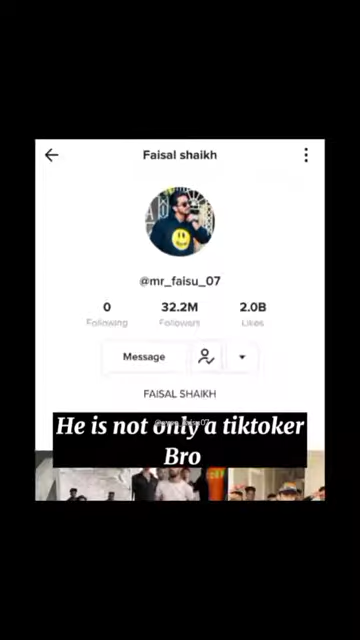 Faisal shaikh
@mr_faisu_07
0 32.2M 2.0B
Following Followers Likes
Message
FAISAL SHAIKH
He is not only a tiktoker
Bro